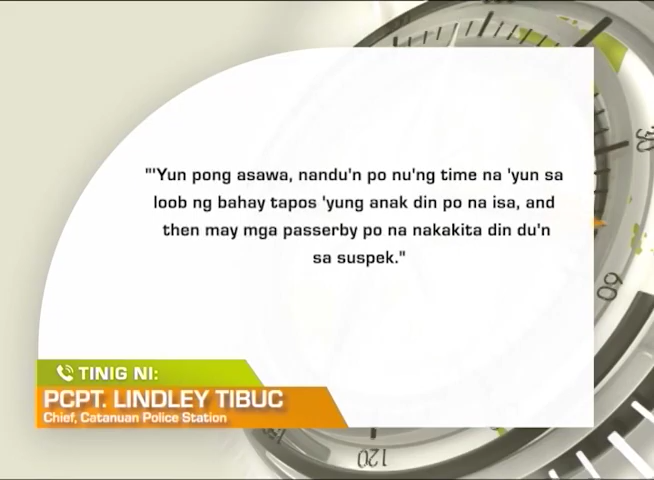 "'Yun pong asawa, nandu'n po nu'ng time na 'yun sa
loob ng bahay tapos 'yung anak din po na isa, and
then may mga passerby po na nakakita din du'n
sa suspek."
TINIG NI:
PCPT. LINDLEY TIBUC
Chief, Catanuan Police Station
60
120